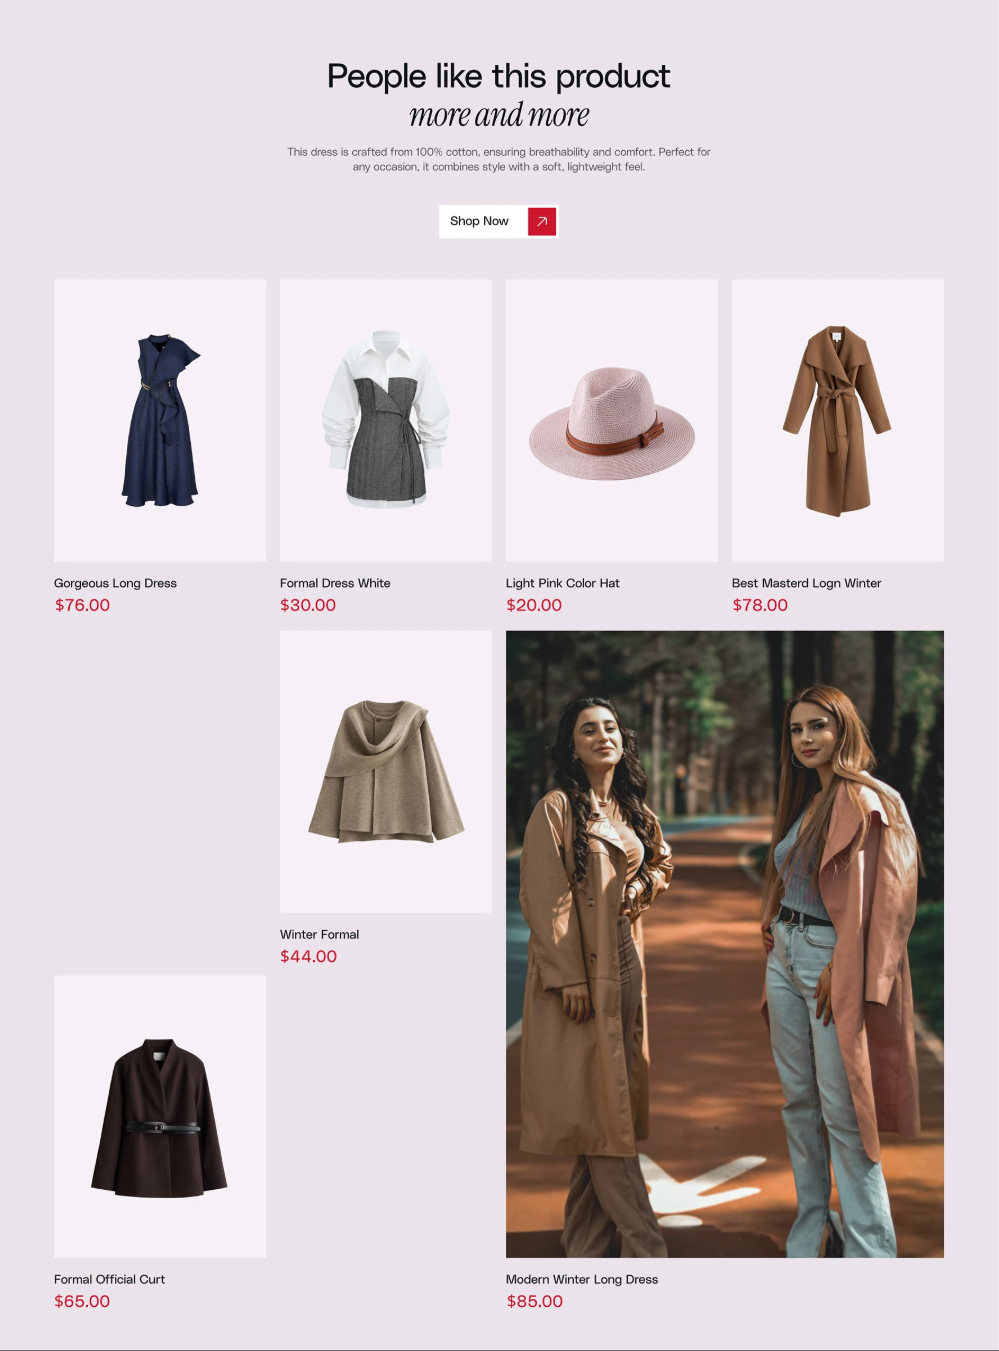 People like this product
more and more
This dress is crafted from 100% cotton, ensuring breathability and comfort. Perfect for
any occasion, it combines style with a soft, lightweight feel.
Shop Now
Gorgeous Long Dress
$76.00
Formal Dress White
$30.00
Light Pink Color Hat
$20.00
Best Masterd Logn Winter
$78.00
Winter Formal
$44.00
Formal Official Curt
$65.00
Modern Winter Long Dress
$85.00